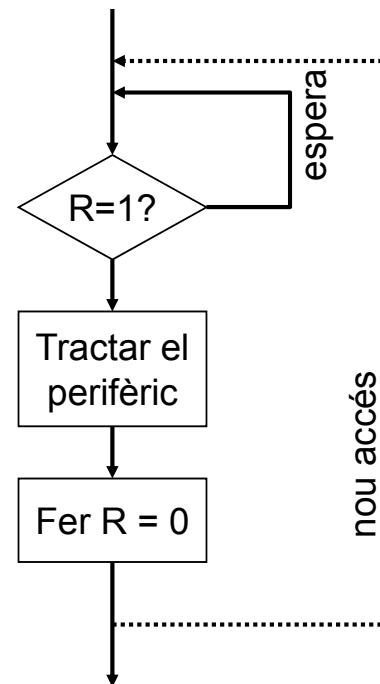 espera
R=1?
Tractar el
perifèric
nou accés
Fer R = 0